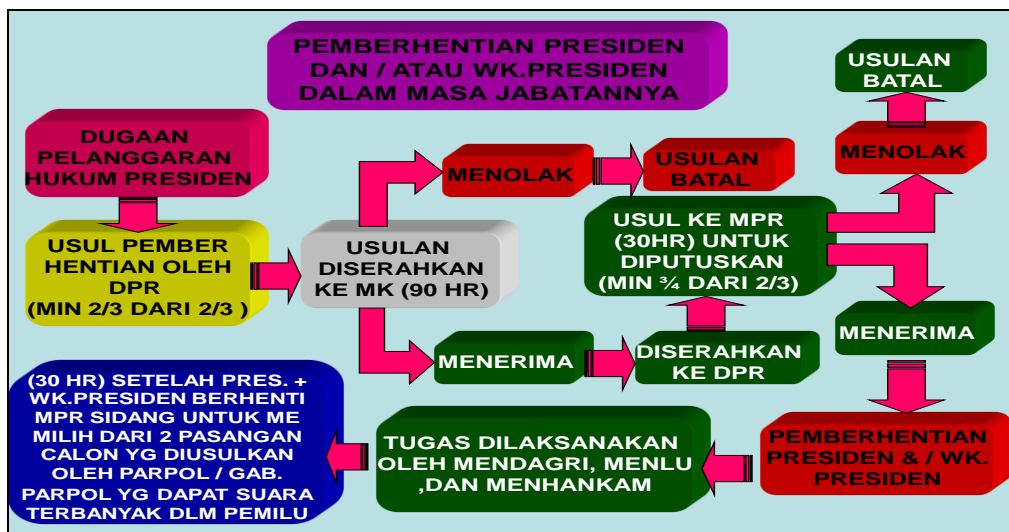 PEMBERHENTIAN PRESIDEN
DAN / ATAU WK.PRESIDEN
DALAM MASA JABATANNYA
DUGAAN
PELANGGARAN
HUKUM PRESIDEN
USUL PEMBER
HENTIAN OLEH
DPR
(MIN 2/3 DARI 2/3 )
USULAN
DISERAHKAN
KE MK (90 HR)
MENOLAK
USULAN
BATAL
MENERIMA
DISERAHKAN
KE DPR
USUL KE MPR
(30HR) UNTUK
DIPUTUSKAN
(MIN ¾ DARI 2/3)
MENOLAK
USULAN
BATAL
MENERIMA
PEMBERHENTIAN
PRESIDEN & / WK.
PRESIDEN
TUGAS DILAKSANAKAN
OLEH MENDAGRI, MENLU
,DAN MENHANKAM
(30 HR) SETELAH PRES. +
WK.PRESIDEN BERHENTI
MPR SIDANG UNTUK ME
MILIH DARI 2 PASANGAN
CALON YG DIUSULKAN
OLEH PARPOL / GAB.
PARPOL YG DAPAT SUARA
TERBANYAK DLM PEMILU